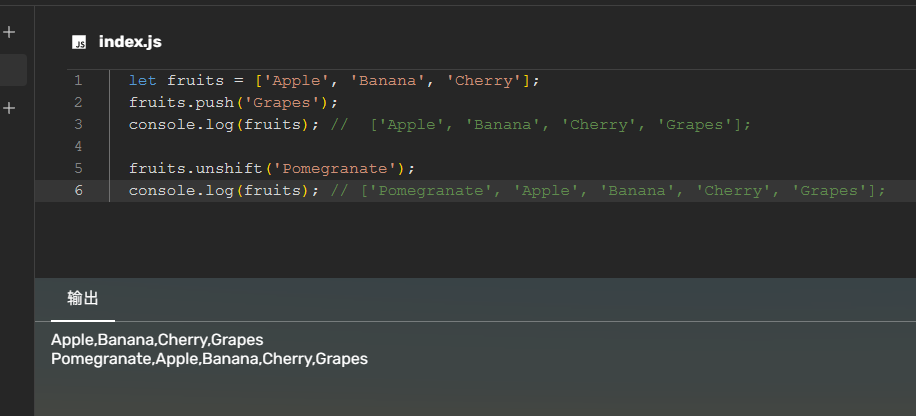 JS index.js
1 let fruits = ['Apple', 'Banana', 'Cherry'];
2 fruits.push('Grapes');
3 console.log(fruits); //  ['Apple', 'Banana', 'Cherry', 'Grapes'];
4
5 fruits.unshift('Pomegranate');
6 console.log(fruits); // ['Pomegranate', 'Apple', 'Banana', 'Cherry', 'Grapes'];
输出
Apple,Banana,Cherry,Grapes
Pomegranate,Apple,Banana,Cherry,Grapes